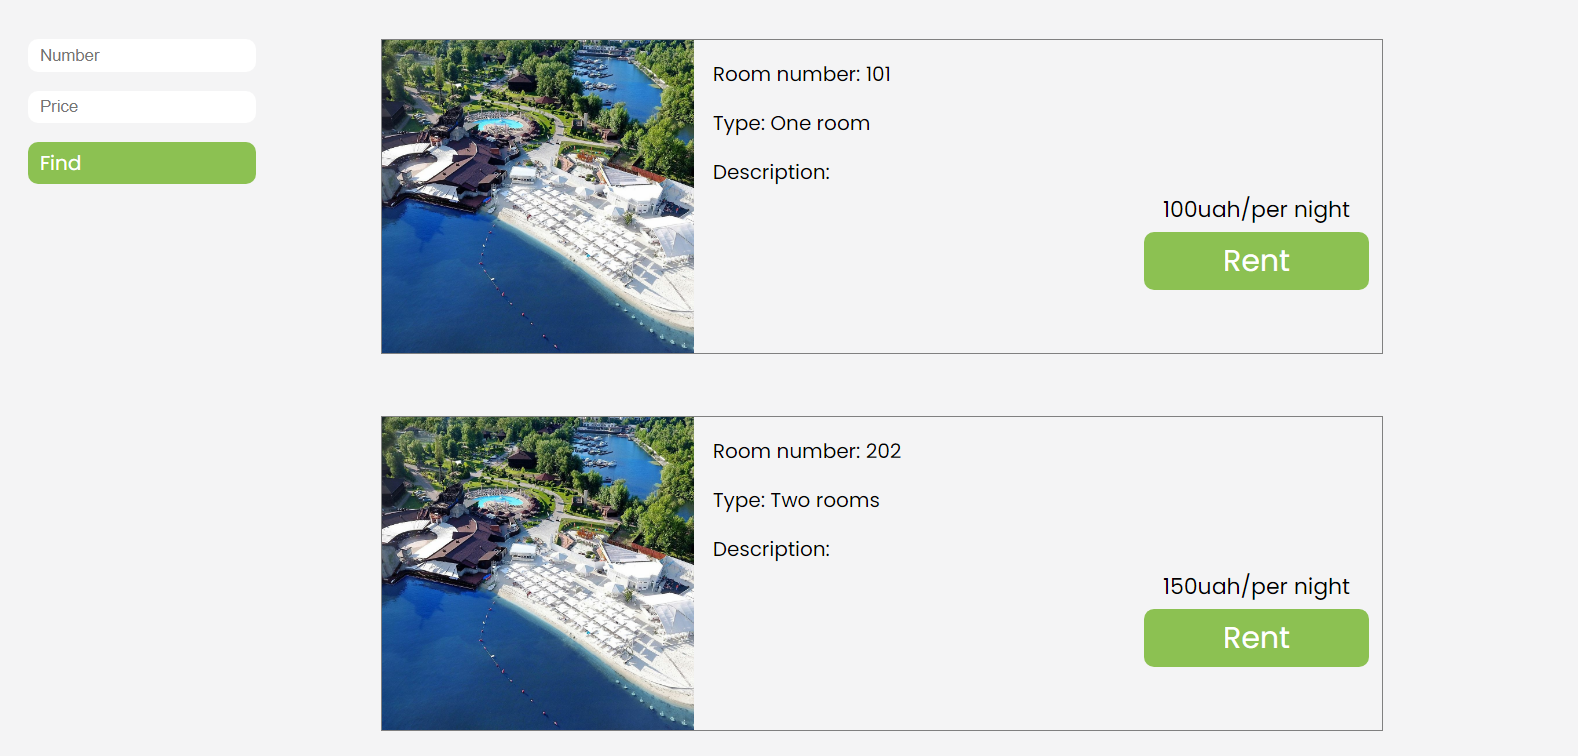 Number
Price
Find
Room number: 101
Type: One room
Description:
100uah/per night
Rent
Room number: 202
Type: Two rooms
Description:
150uah/per night
Rent